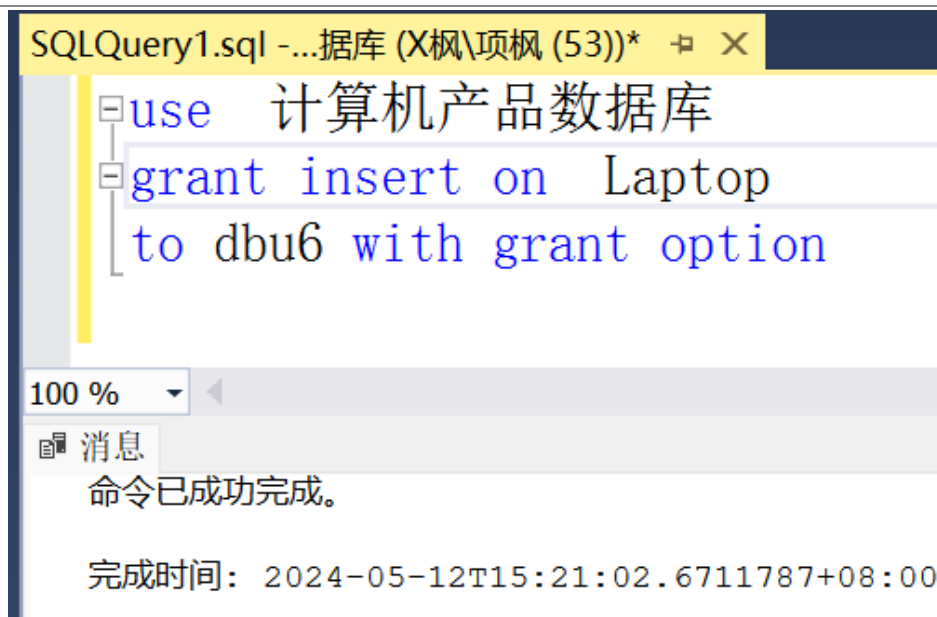 SQLQuery1.sql -...据库 (X枫\项枫 (53))*
use 计算机产品数据库
grant insert on Laptop
to dbu6 with grant option
100 %
消息
命令已成功完成。
完成时间: 2024-05-12T15:21:02.6711787+08:00